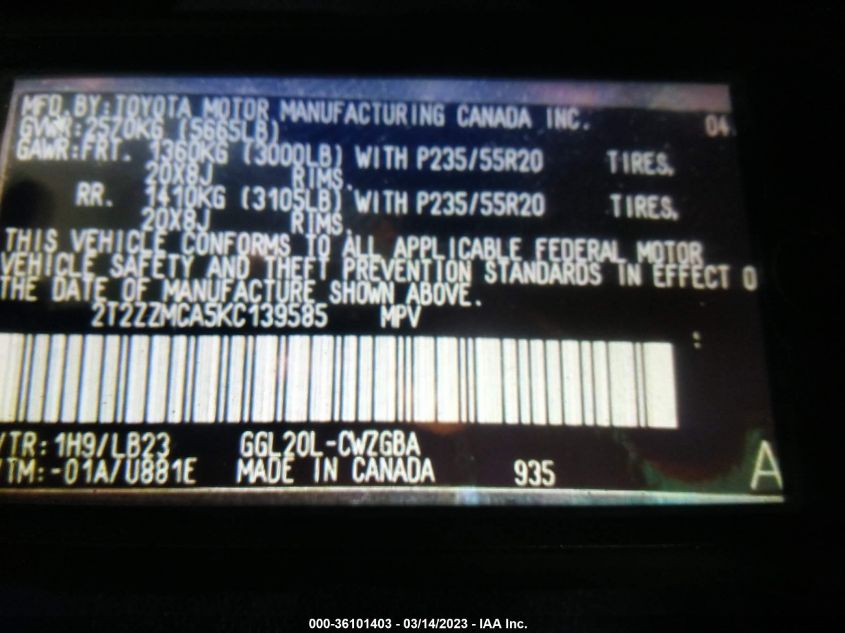 MFD. BY: TOYOTA MOTOR MANUFACTURING CANADA INC. 04
GVWR: 2570KG (5665LB)
GAWR: FRT. 1360KG (3000LB) WITH P235/55R20 TIRES,
20X8J RIMS.
RR. 1410KG (3105LB) WITH P235/55R20 TIRES,
20X8J RIMS.
THIS VEHICLE CONFORMS TO ALL APPLICABLE FEDERAL MOTOR
VEHICLE SAFETY AND THEFT PREVENTION STANDARDS IN EFFECT O
THE DATE OF MANUFACTURE SHOWN ABOVE.
2T2ZZMCA5KC139585 MPV
/TR: 1H9/LB23 GGL20L-CWZGBA
/TM: -01A/U881E MADE IN CANADA 935 A
000-36101403 - 03/14/2023 - IAA Inc.